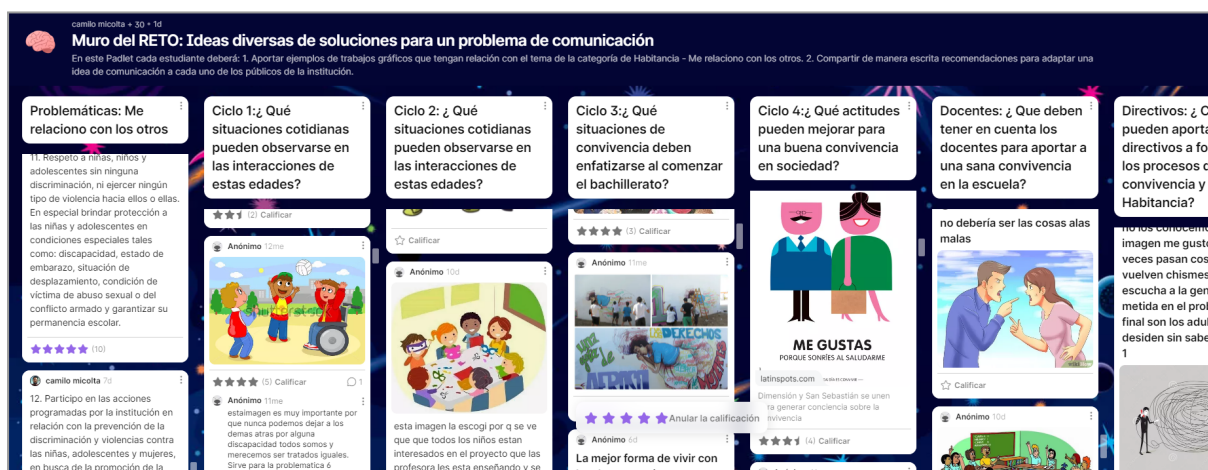 camilo micolta + 30 • 1d
Muro del RETO: Ideas diversas de soluciones para un problema de comunicación
En este Padlet cada estudiante deberá: 1. Aportar ejemplos de trabajos gráficos que tengan relación con el tema de la categoría de Habitancia - Me relaciono con los otros. 2. Compartir de manera escrita recomendaciones para adaptar una
idea de comunicación a cada uno de los públicos de la institución.
Problemáticas: Me
relaciono con los otros
11. Respeto a niñas, niños y
adolescentes sin ninguna
discriminación, ni ejercer ningún
tipo de violencia hacia ellos o ellas.
En especial brindar protección a
las niñas y adolescentes en
condiciones especiales tales
como: discapacidad, estado de
embarazo, situación de
desplazamiento, condición de
víctima de abuso sexual o del
conflicto armado y garantizar su
permanencia escolar.
(10)
camilo micolta 7d
12. Participo en las acciones
programadas por la institución en
relación con la prevención de la
discriminación y violencias contra
las niñas, adolescentes y mujeres,
en busca de la promoción de la
Ciclo 1:¿ Qué
situaciones cotidianas
pueden observarse en
las interacciones de
estas edades?
(2) Calificar
Anónimo 12me
(5) Calificar
1
Anónimo 11me
estaimagen es muy importante por
que nunca podemos dejar a los
demas atras por alguna
discapacidad todos somos y
merecemos ser tratados iguales.
Sirve para la problematica 6
Ciclo 2: ¿ Qué
situaciones cotidianas
pueden observarse en
las interacciones de
estas edades?
Calificar
Anónimo 10d
esta imagen la escogi por q se ve
que que todos los niños estan
interesados en el proyecto que las
profesora les esta enseñando y se
Ciclo 3:¿ Qué
situaciones de
convivencia deben
enfatizarse al comenzar
el bachillerato?
(3) Calificar
Anónimo 11me
DERECHOS
Anular la calificación
Anónimo 6d
La mejor forma de vivir con
Ciclo 4:¿ Qué actitudes
pueden mejorar para
una buena convivencia
en sociedad?
ME GUSTAS
PORQUE SONRÍES AL SALUDARME
latinspots.com
Dimensión y San Sebastián se unen
para generar conciencia sobre la
convivencia
(4) Calificar
Docentes: ¿ Que deben
tener en cuenta los
docentes para aportar a
una sana convivencia
en la escuela?
no debería ser las cosas alas
malas
Calificar
Anónimo 10d
Directivos: ¿ C
pueden aporta
directivos a fo
los procesos d
convivencia y
Habitancia?
no los conocemo
imagen me gusto
veces pasan cos
vuelven chismes
escucha a la gen
metida en el prol
final son los adul
desiden sin sabe
1